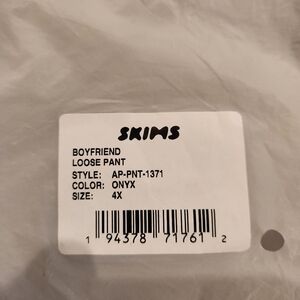 SKIMS
BOYFRIEND
LOOSE PANT
STYLE: AP-PNT-1371
COLOR: ONYX
SIZE: 4X
1 94378 71761 2